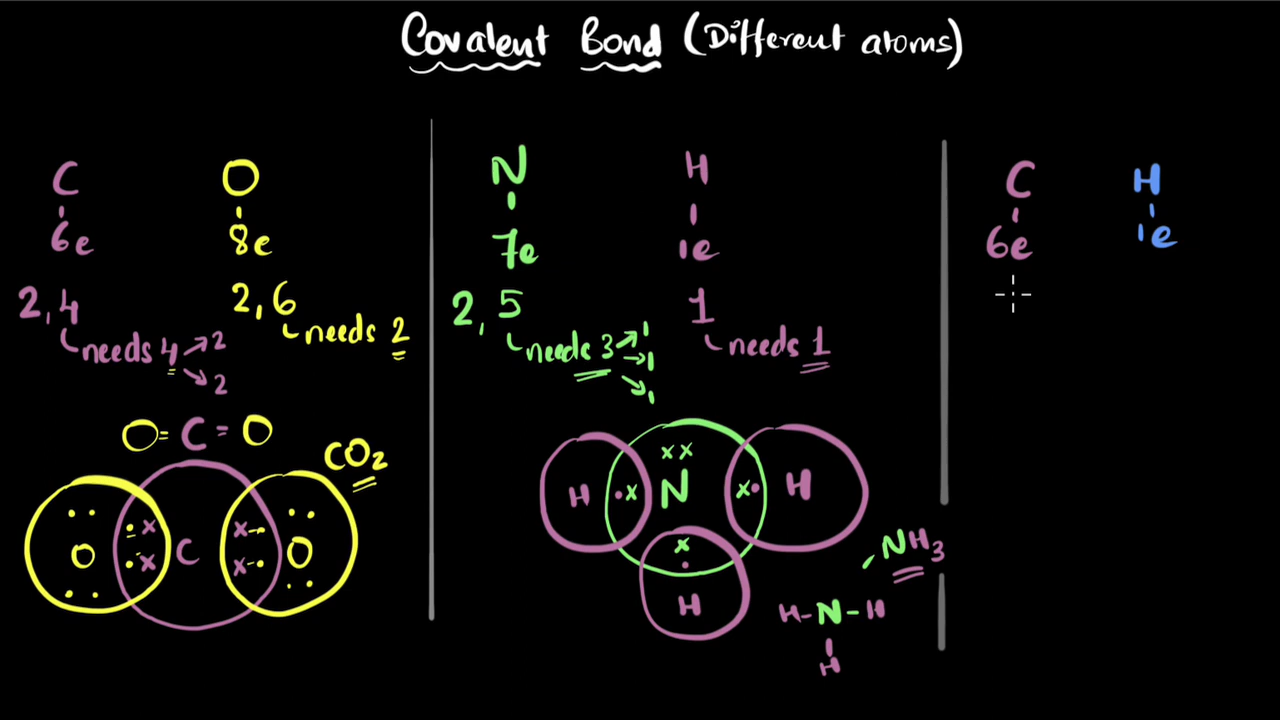 Covalent Bond (Different atoms)
C
6e
2,4
needs 4
2
2
O
8e
2,6
needs 2
O=C=O
CO2
O
x
x
C
x
x
O
N
7e
2,5
needs 3
1
1
1
H
1e
1
needs 1
x x
H
x
N
x
H
x
H
NH3
H-N-H
H
C
6e
H
1e